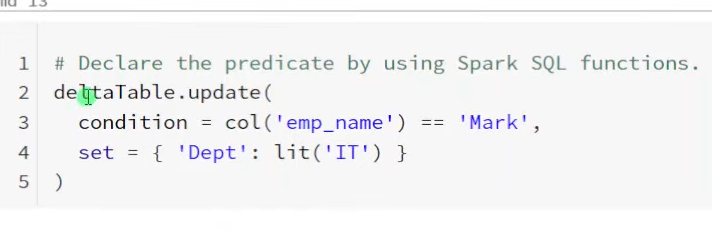 1 # Declare the predicate by using Spark SQL functions.
2 deltaTable.update(
3 condition = col('emp_name') == 'Mark',
4 set = { 'Dept': lit('IT') }
5 )